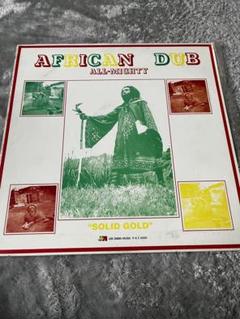 AFRICAN DUB
ALL-MIGHTY
"SOLID GOLD"